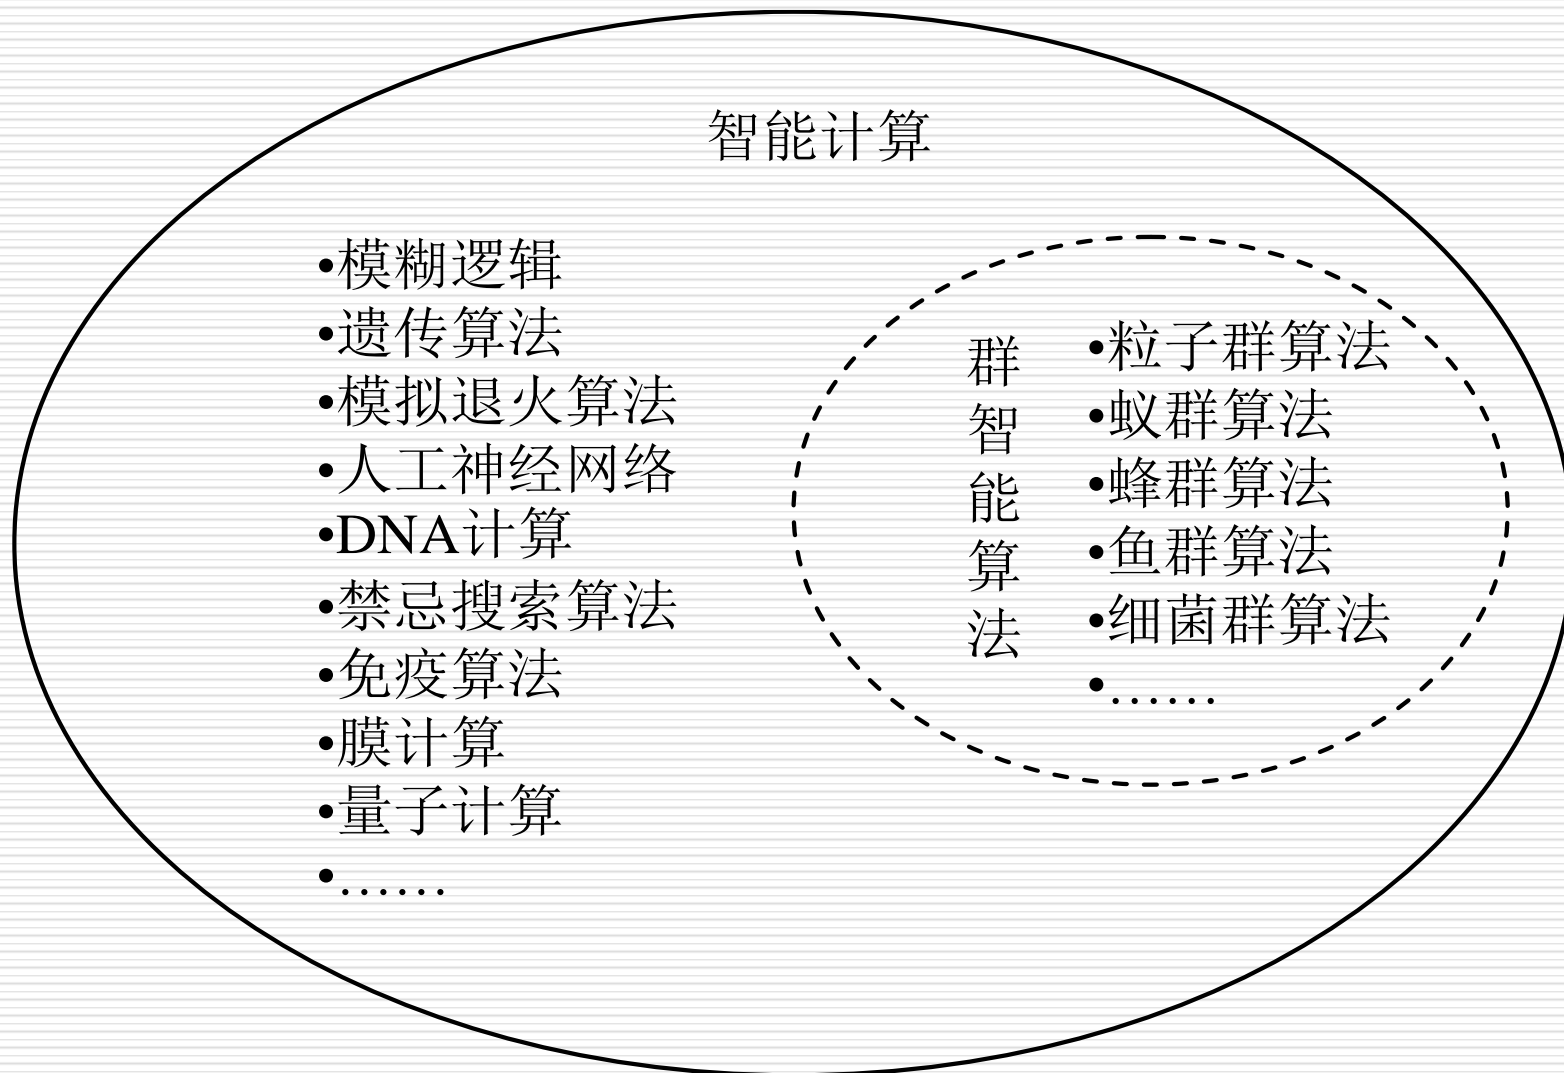 智能计算
•模糊逻辑
•遗传算法
•模拟退火算法
•人工神经网络
•DNA计算
•禁忌搜索算法
•免疫算法
•膜计算
•量子计算
•……
群智能算法
•粒子群算法
•蚁群算法
•蜂群算法
•鱼群算法
•细菌群算法
•……